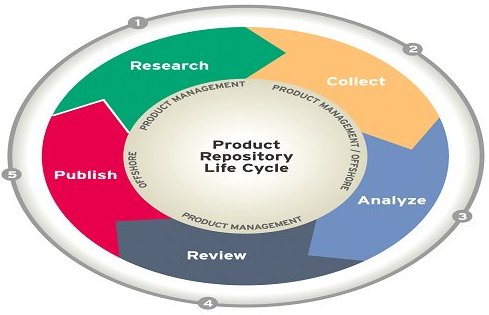 1
Research
2
Collect
PRODUCT MANAGEMENT
PRODUCT MANAGEMENT / OFFSHORE
Product
Repository
Life Cycle
OFFSHORE
5
Publish
Analyze
3
PRODUCT MANAGEMENT
Review
4